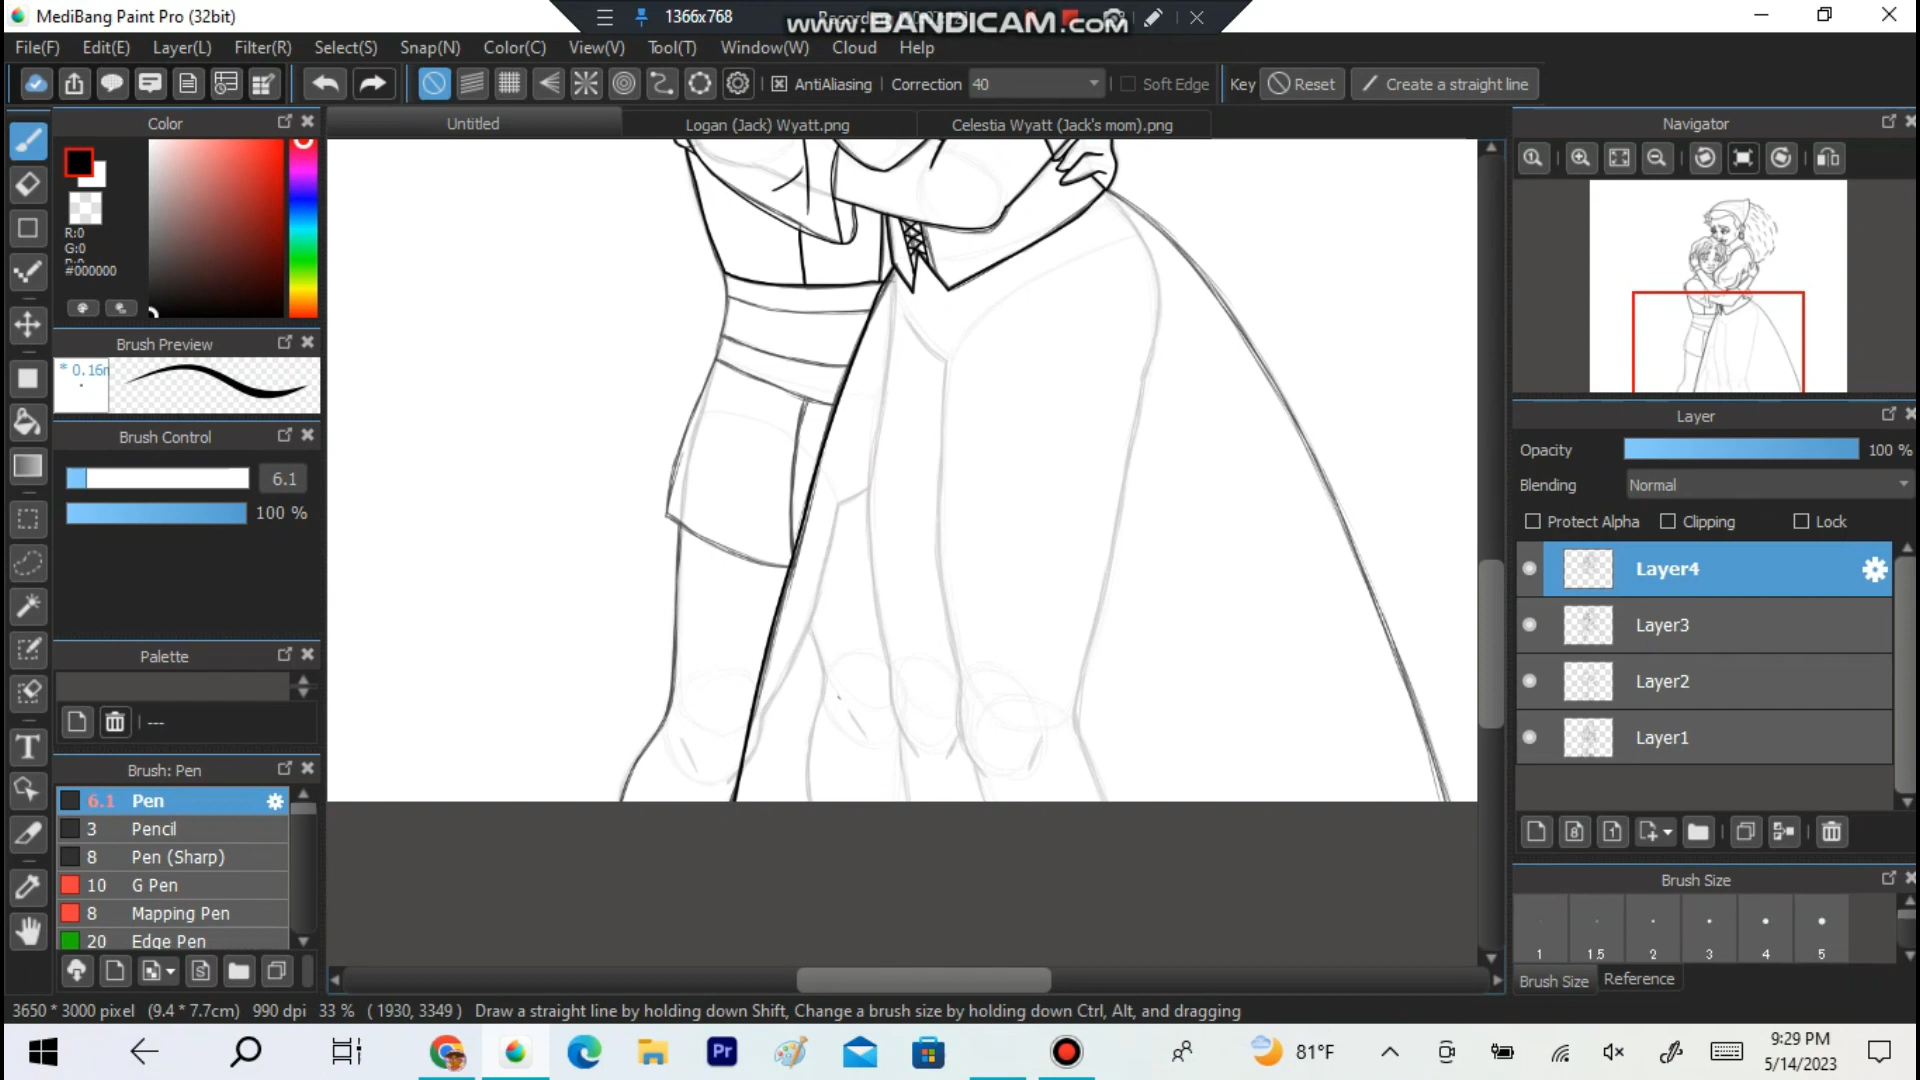 MediBang Paint Pro (32bit)
1366x768
www.BANDICAM.com
File(F) Edit(E) Layer(L) Filter(R) Select(S) Snap(N) Color(C) View(V) Tool(T) Window(W) Cloud Help
AntiAliasing Correction 40 Soft Edge Key Reset Create a straight line
Color
Untitled Logan (Jack) Wyatt.png Celestia Wyatt (Jack's mom).png
Navigator
R:0
G:0
#000000
Brush Preview
* 0.16m
Brush Control
6.1
100 %
Palette
---
Brush: Pen
6.1 Pen
3 Pencil
8 Pen (Sharp)
10 G Pen
8 Mapping Pen
20 Edge Pen
Layer
Opacity 100 %
Blending Normal
Protect Alpha Clipping Lock
Layer4
Layer3
Layer2
Layer1
Brush Size
1 1.5 2 3 4 5
Brush Size Reference
3650 * 3000 pixel (9.4 * 7.7cm) 990 dpi 33 % ( 1930, 3349 ) Draw a straight line by holding down Shift, Change a brush size by holding down Ctrl, Alt, and dragging
Pr
81°F
9:29 PM
5/14/2023